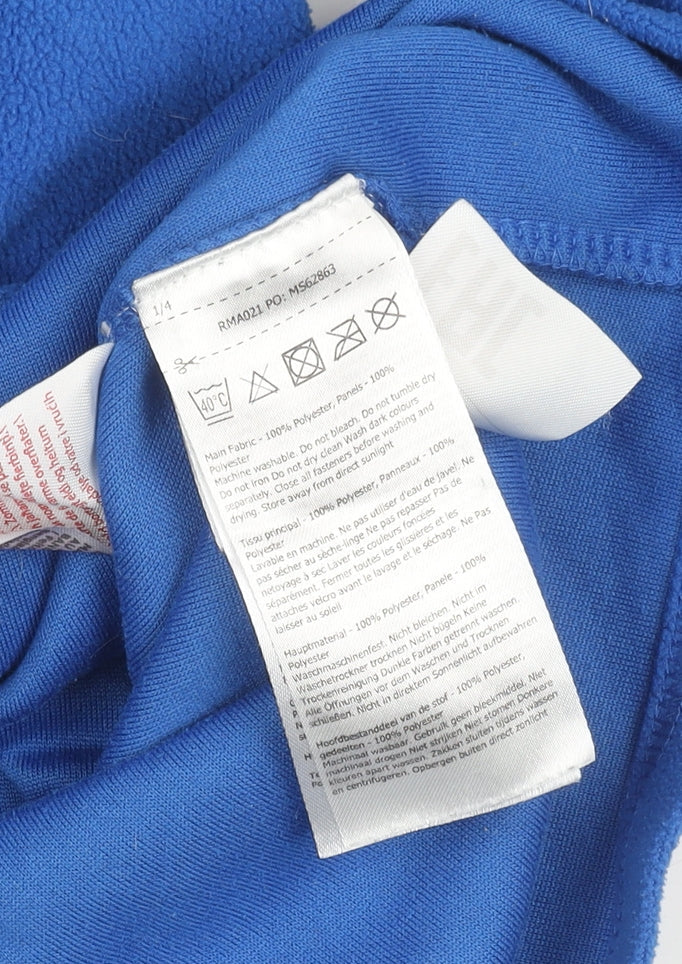 1/4
RMA021 PO: MS62863
40°C
Main Fabric - 100% Polyester, Panels - 100%
Polyester
Machine washable. Do not bleach. Do not tumble dry
Do not iron Do not dry clean Wash dark colours
separately. Close all fasteners before washing and
drying. Store away from direct sunlight
Tissu principal - 100% Polyester, Panneaux - 100%
Polyester
Lavable en machine. Ne pas utiliser d'eau de javel. Ne
pas sécher au sèche-linge Ne pas repasser Pas de
nettoyage à sec Laver les couleurs foncées
séparément. Fermer toutes les glissières et les
attaches velcro avant le lavage et le séchage. Ne Pas
laisser au soleil
Hauptmaterial - 100% Polyester, Panele - 100%
Polyester
Waschmaschinenfest. Nicht bleichen. Nicht im
Wäschetrockner trocknen Nicht bügeln Keine
Trockenreinigung Dunkle Farben getrennt waschen.
Alle Öffnungen vor dem Waschen und Trocknen
schließen. Nicht in direktem Sonnenlicht aufbewahren
Hoofdbestanddeel van de stof - 100% Polyester,
gedeelten - 100% Polyester
Machinaal wasbaar. Gebruik geen bleekmiddel. Niet
machinaal drogen Niet strijken Niet stomen Donkere
kleuren apart wassen. Zakken sluiten tijdens wassen
en centrifugeren. Opbergen buiten direct zonlicht